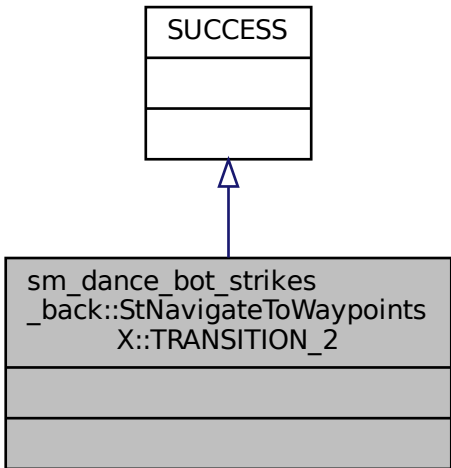 SUCCESS
sm_dance_bot_strikes
_back::StNavigateToWaypoints
X::TRANSITION_2